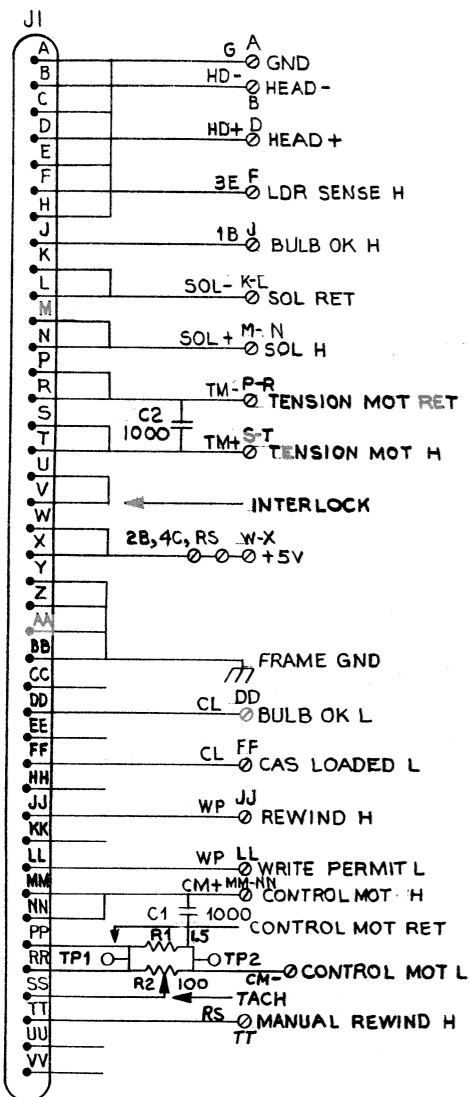 J1
A G A GND
B HD- HEAD-
B
C
D HD+ D HEAD+
E
F 3E F LDR SENSE H
H
J 1B J BULB OK H
K
L SOL- K-L SOL RET
M
N SOL+ M-N SOL H
P
R TM- P-R TENSION MOT RET
S C2
1000
T TM+ S-T TENSION MOT H
U
V INTERLOCK
W
X 2B, 4C, RS W-X +5V
Y
Z
AA
BB FRAME GND
CC
DD CL DD BULB OK L
EE
FF CL FF CAS LOADED L
HH
JJ WP JJ REWIND H
KK
LL WP LL WRITE PERMIT L
MM CM+ MM-NN CONTROL MOT H
NN C1 1000
CONTROL MOT RET
PP R1 1.5
RR TP1 TP2
CM- CONTROL MOT L
SS R2 100
TACH
TT RS MANUAL REWIND H
TT
UU
VV